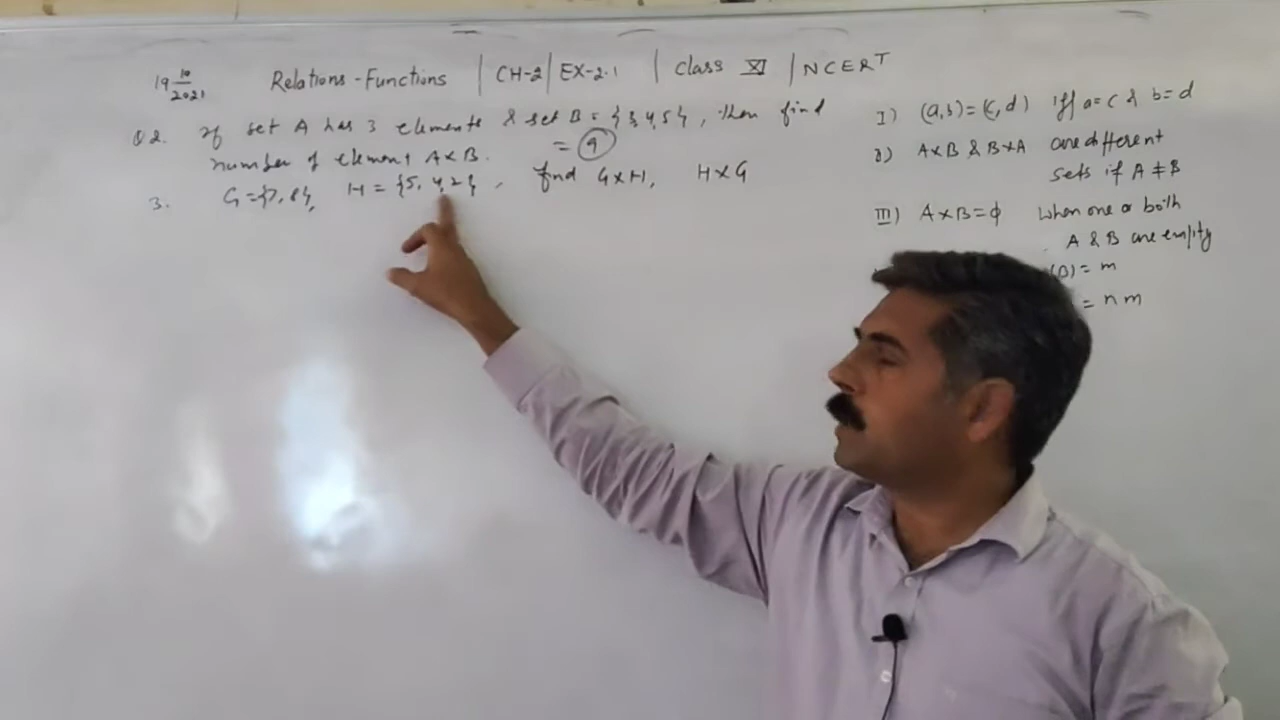 19 10/2021 Relations-Functions | CH-2 | EX-2.1 | Class XI | NCERT
Q2. If set A has 3 elements & set B = {3,4,5}, then find
number of element A×B. = 9
3. G={7,8}, H = {5,4,2}, find G×H, H×G
I) (a,b) = (c,d) iff a=c & b=d
II) A×B & B×A are different
sets if A ≠ B
III) A×B = ϕ when one or both
A & B are empty
(B) = m
= nm